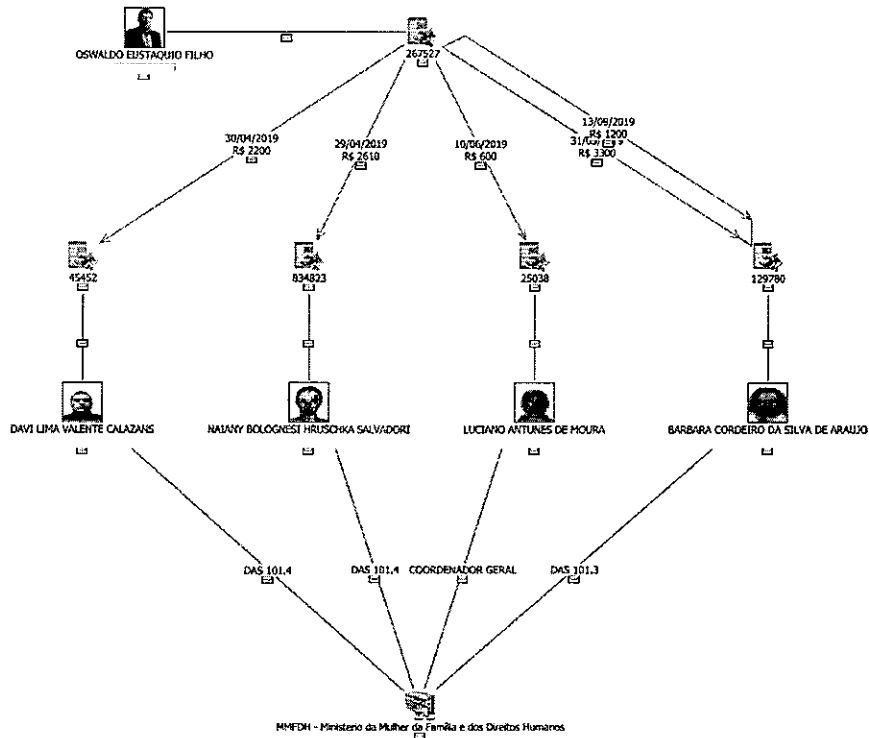 OSWALDO EUSTAQUIO FILHO
267527
30/04/2019
R$ 2200
29/04/2019
R$ 2610
10/06/2019
R$ 600
13/09/2019
R$ 1200
R$ 3300
45452
834823
25038
129780
DAVI LIMA VALENTE CALAZANS
NAIANY BOLOGNESI HRUSCHKA SALVADORI
LUCIANO ANTUNES DE MOURA
BARBARA CORDEIRO DA SILVA DE ARAUJO
DAS 101.4
DAS 101.4
COORDENADOR GERAL
DAS 101.3
MMFDH - Ministerio da Mulher da Família e dos Direitos Humanos